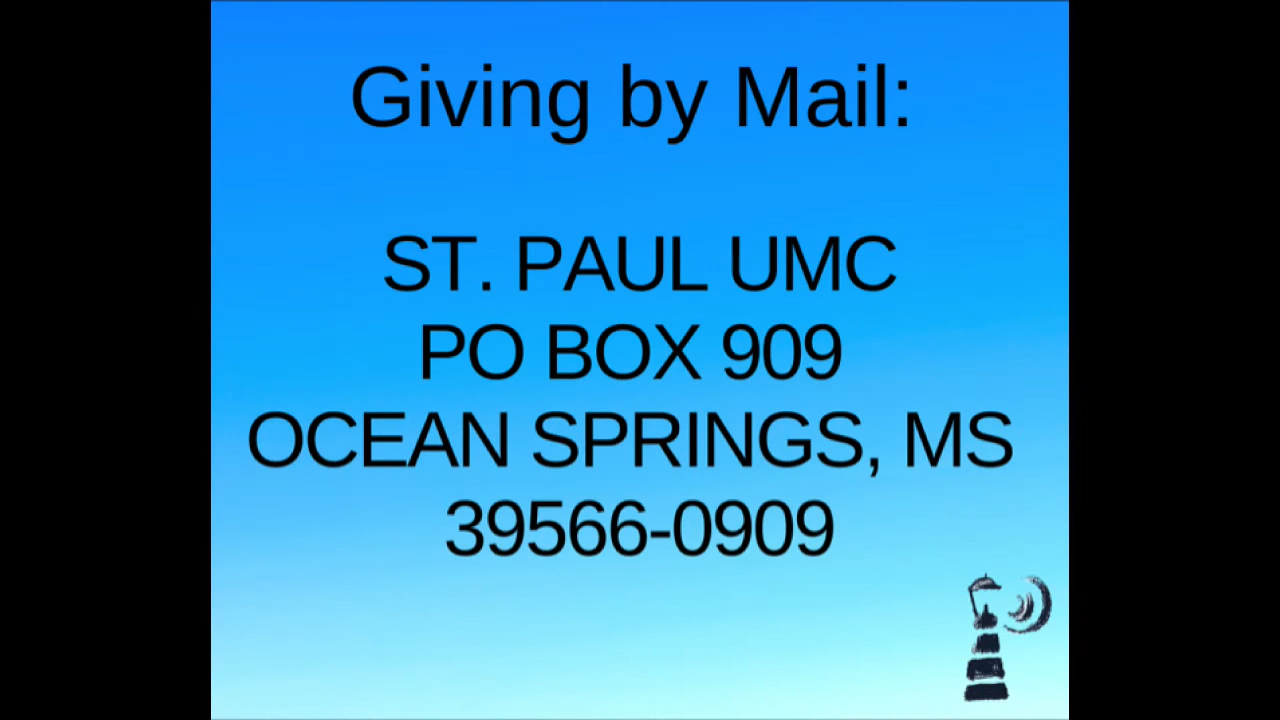 Giving by Mail:
ST. PAUL UMC
PO BOX 909
OCEAN SPRINGS, MS
39566-0909